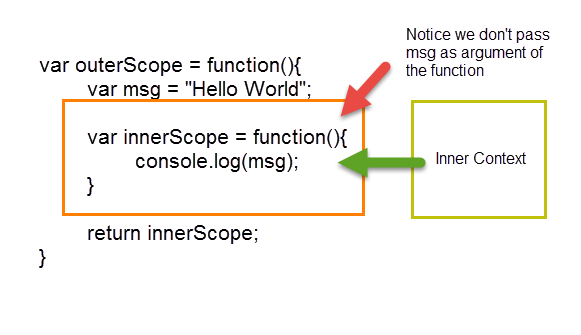 var outerScope = function(){
var msg = "Hello World";
var innerScope = function(){
console.log(msg);
}
return innerScope;
}
Notice we don't pass
msg as argument of
the function
Inner Context